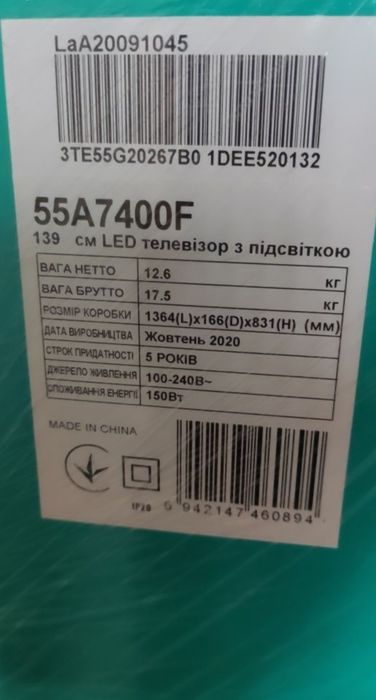 LaA20091045
3TE55G20267B0 1DEE520132
55A7400F
139 см LED телевізор з підсвіткою
ВАГА НЕТТО 12.6 кг
ВАГА БРУТТО 17.5 кг
РОЗМІР КОРОБКИ 1364(L)x166(D)x831(H) (мм)
ДАТА ВИРОБНИЦТВА Жовтень 2020
СТРОК ПРИДАТНОСТІ 5 РОКІВ
ДЖЕРЕЛО ЖИВЛЕННЯ 100-240В~
СПОЖИВАННЯ ЕНЕРГІЇ 150Вт
MADE IN CHINA
IP20
5 942147 460894